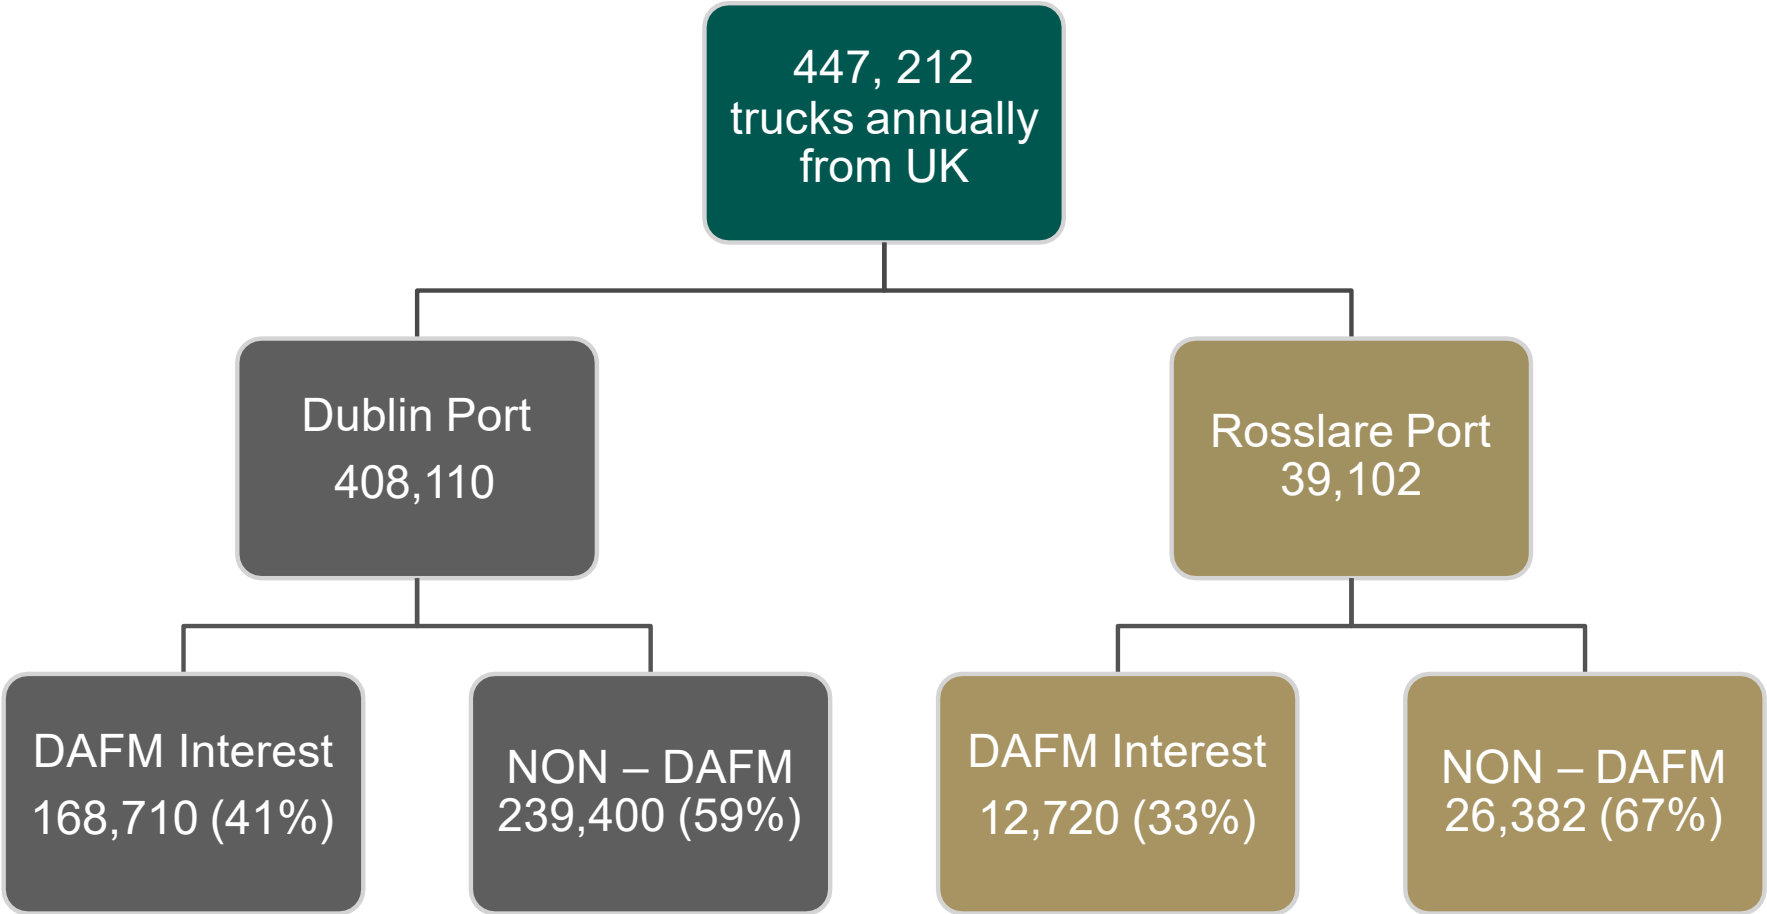 447, 212
trucks annually
from UK
Dublin Port
408,110
Rosslare Port
39,102
DAFM Interest
168,710 (41%)
NON – DAFM
239,400 (59%)
DAFM Interest
12,720 (33%)
NON – DAFM
26,382 (67%)